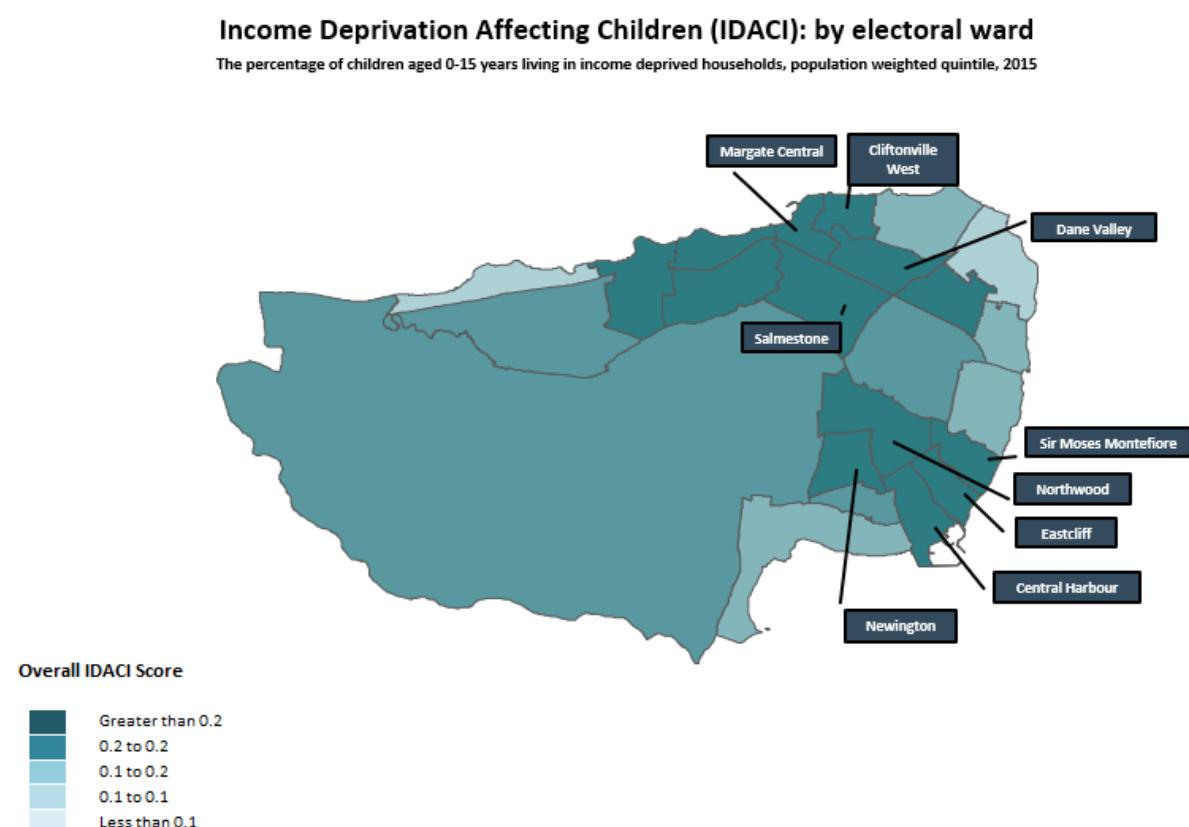 Income Deprivation Affecting Children (IDACI): by electoral ward
The percentage of children aged 0-15 years living in income deprived households, population weighted quintile, 2015
Margate Central
Cliftonville
West
Dane Valley
Salmestone
Sir Moses Montefiore
Northwood
Eastcliff
Central Harbour
Newington
Overall IDACI Score
Greater than 0.2
0.2 to 0.2
0.1 to 0.2
0.1 to 0.1
Less than 0.1